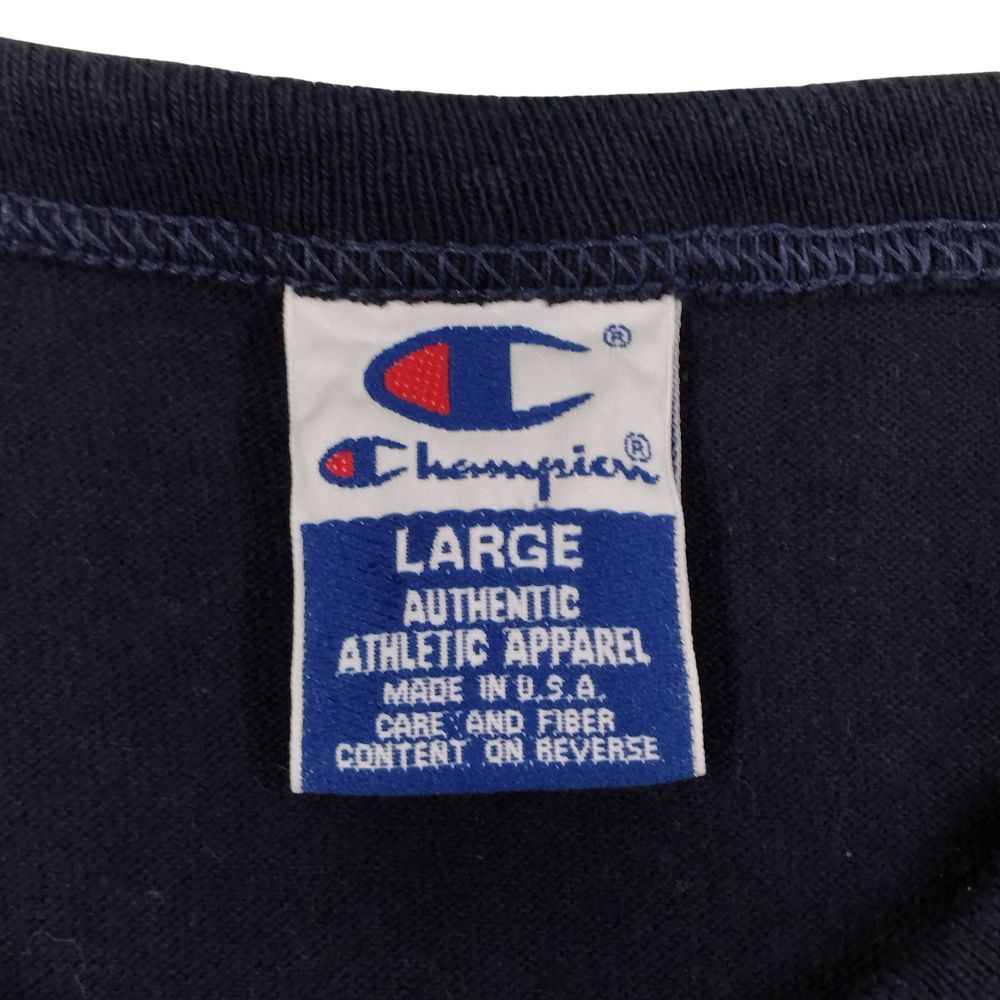 ®
Champion®
LARGE
AUTHENTIC
ATHLETIC APPAREL
MADE IN U.S.A.
CARE AND FIBER
CONTENT ON REVERSE